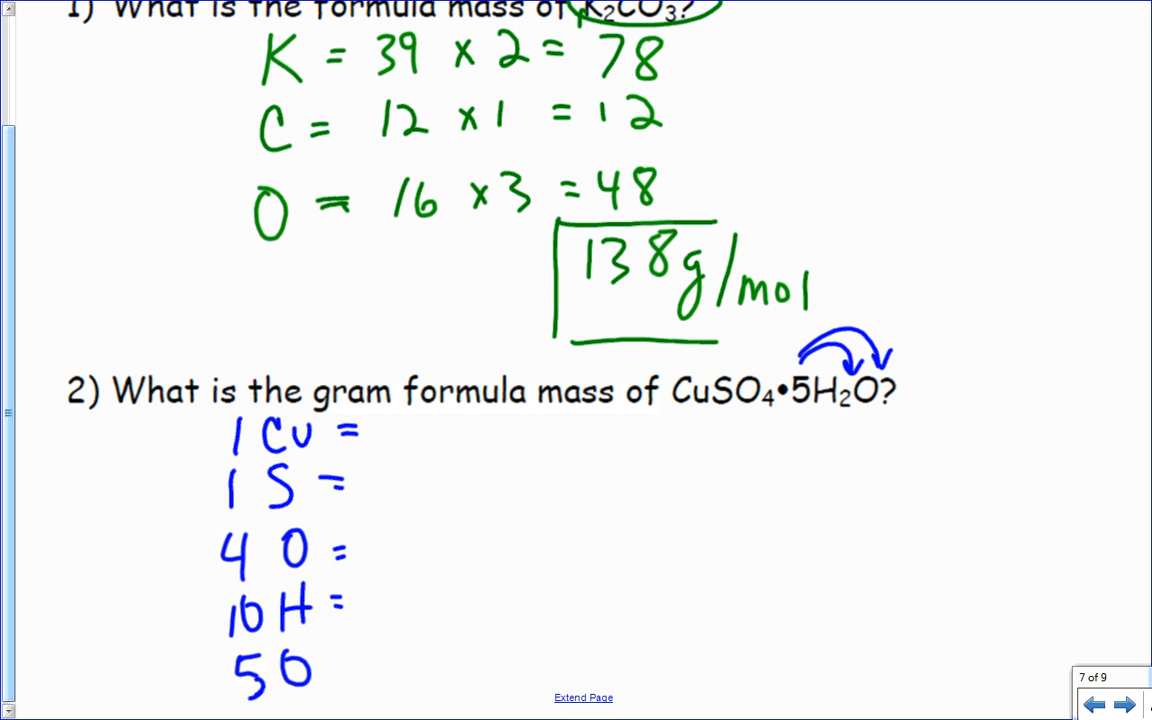 1) What is the formula mass of K₂CO₃?
K = 39 x 2 = 78
C = 12 x 1 = 12
O = 16 x 3 = 48
138g/mol
2) What is the gram formula mass of CuSO₄•5H₂O?
1 Cu =
1 S =
4 O =
10 H =
5 O
Extend Page
7 of 9